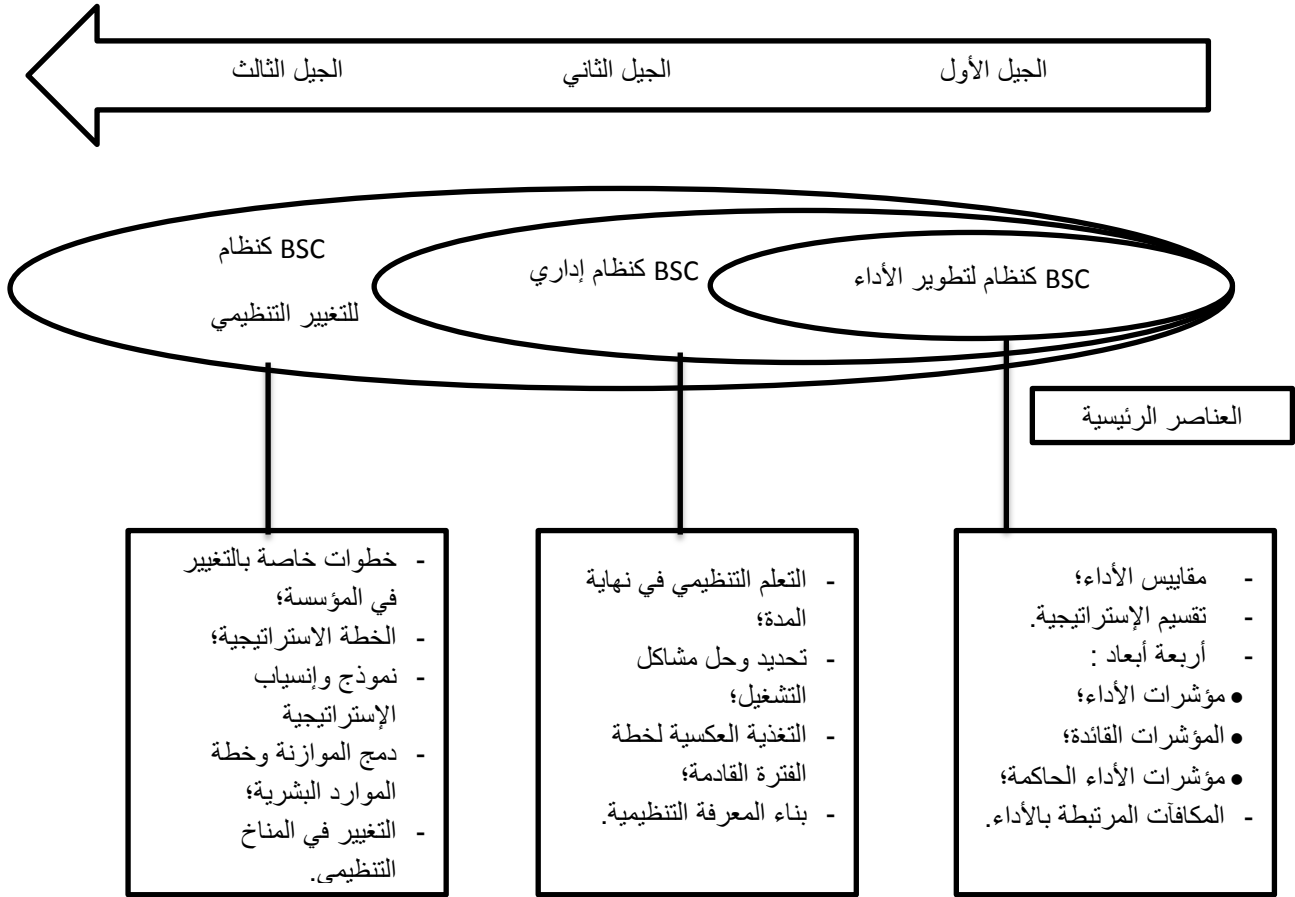 الجيل الأول
الجيل الثاني
الجيل الثالث
BSC كنظام لتطوير الأداء
BSC كنظام إداري
BSC كنظام
للتغيير التنظيمي
العناصر الرئيسية
- مقاييس الأداء؛
- تقسيم الإستراتيجية.
- أربعة أبعاد :
• مؤشرات الأداء؛
• المؤشرات القائدة؛
• مؤشرات الأداء الحاكمة؛
- المكافآت المرتبطة بالأداء.
- التعلم التنظيمي في نهاية
المدة؛
- تحديد وحل مشاكل
التشغيل؛
- التغذية العكسية لخطة
الفترة القادمة؛
- بناء المعرفة التنظيمية.
- خطوات خاصة بالتغيير
في المؤسسة؛
- الخطة الاستراتيجية؛
- نموذج وإنسياب
الإستراتيجية
- دمج الموازنة وخطة
الموارد البشرية؛
- التغيير في المناخ
التنظيمي.